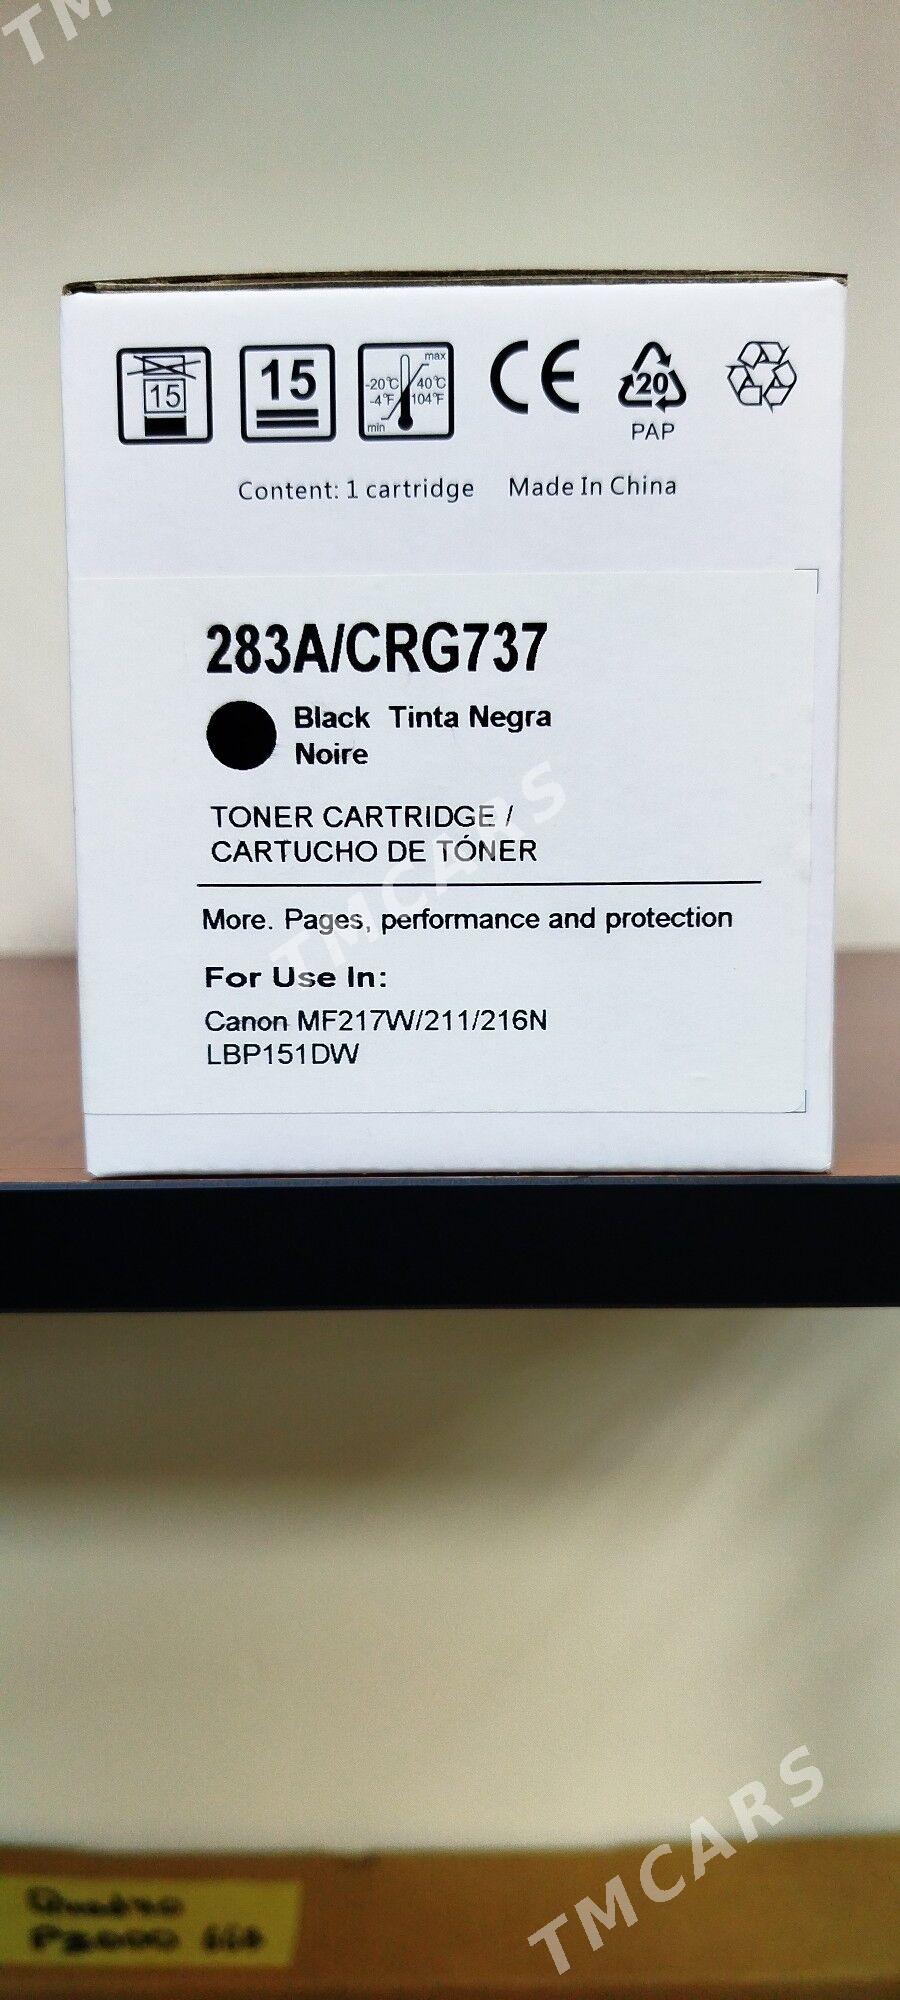 TM
15
15
max
-20°C 40°C
-4°F 104°F
min
CE
20
PAP
Content: 1 cartridge Made In China
283A/CRG737
Black Tinta Negra
Noire
TONER CARTRIDGE /
CARTUCHO DE TÓNER
TMCARS
More. Pages, performance and protection
For Use In:
Canon MF217W/211/216N
LBP151DW
TMCARS
Quadro